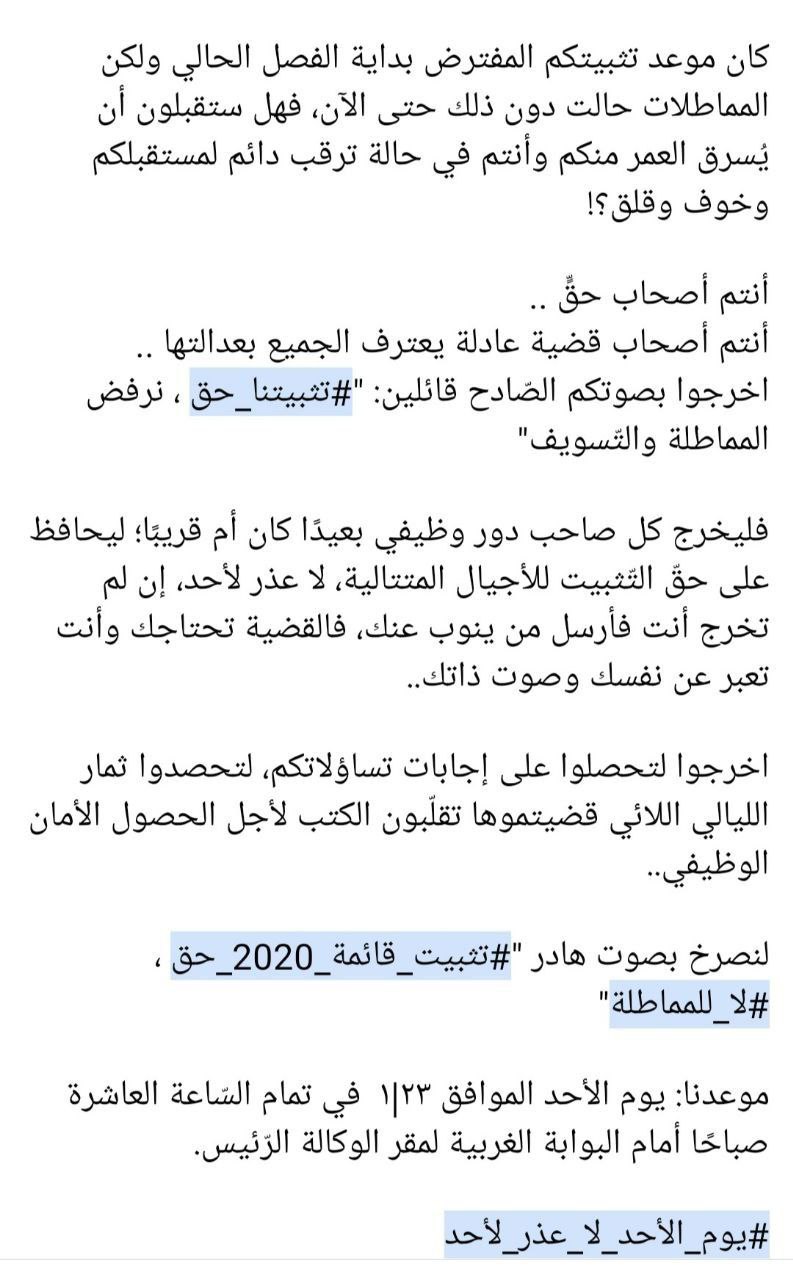 كان موعد تثبيتكم المفترض بداية الفصل الحالي ولكن
المماطلات حالت دون ذلك حتى الآن، فهل ستقبلون أن
يُسرق العمر منكم وأنتم في حالة ترقب دائم لمستقبلكم
وخوف وقلق؟!
أنتم أصحاب حقٍّ ..
أنتم أصحاب قضية عادلة يعترف الجميع بعدالتها ..
اخرجوا بصوتكم الصّادح قائلين: "#تثبيتنا_حق ، نرفض
المماطلة والتّسويف"
فليخرج كل صاحب دور وظيفي بعيدًا كان أم قريبًا؛ ليحافظ
على حقّ التّثبيت للأجيال المتتالية، لا عذر لأحد، إن لم
تخرج أنت فأرسل من ينوب عنك، فالقضية تحتاجك وأنت
تعبر عن نفسك وصوت ذاتك..
اخرجوا لتحصلوا على إجابات تساؤلاتكم، لتحصدوا ثمار
الليالي اللائي قضيتموها تقلّبون الكتب لأجل الحصول الأمان
الوظيفي..
لنصرخ بصوت هادر "#تثبيت_قائمة_2020_حق ،
#لا_للمماطلة"
موعدنا: يوم الأحد الموافق ٢٣|١ في تمام السّاعة العاشرة
صباحًا أمام البوابة الغربية لمقر الوكالة الرّئيس.
#يوم_الأحد_لا_عذر_لأحد